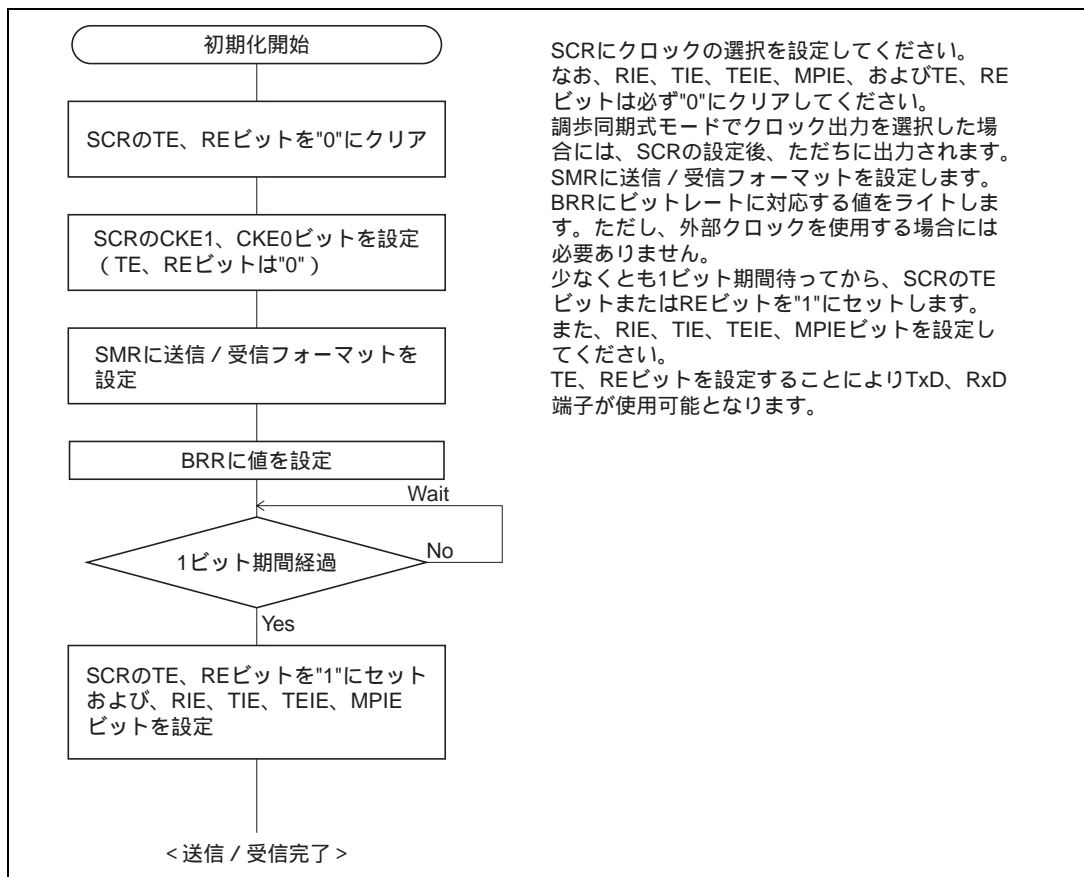 初期化開始
SCRのTE、REビットを"0"にクリア
SCRのCKE1、CKE0ビットを設定
（TE、REビットは"0"）
SMRに送信／受信フォーマットを
設定
BRRに値を設定
Wait
1ビット期間経過
No
Yes
SCRのTE、REビットを"1"にセット
および、RIE、TIE、TEIE、MPIE
ビットを設定
＜送信／受信完了＞
SCRにクロックの選択を設定してください。
なお、RIE、TIE、TEIE、MPIE、およびTE、RE
ビットは必ず"0"にクリアしてください。
調歩同期式モードでクロック出力を選択した場
合には、SCRの設定後、ただちに出力されます。
SMRに送信／受信フォーマットを設定します。
BRRにビットレートに対応する値をライトしま
す。ただし、外部クロックを使用する場合には
必要ありません。
少なくとも1ビット期間待ってから、SCRのTE
ビットまたはREビットを"1"にセットします。
また、RIE、TIE、TEIE、MPIEビットを設定し
てください。
TE、REビットを設定することによりTxD、RxD
端子が使用可能となります。